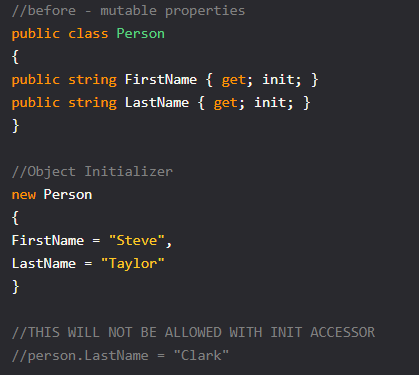 //before - mutable properties
public class Person
{
public string FirstName { get; init; }
public string LastName { get; init; }
}
//Object Initializer
new Person
{
FirstName = "Steve",
LastName = "Taylor"
}
//THIS WILL NOT BE ALLOWED WITH INIT ACCESSOR
//person.LastName = "Clark"